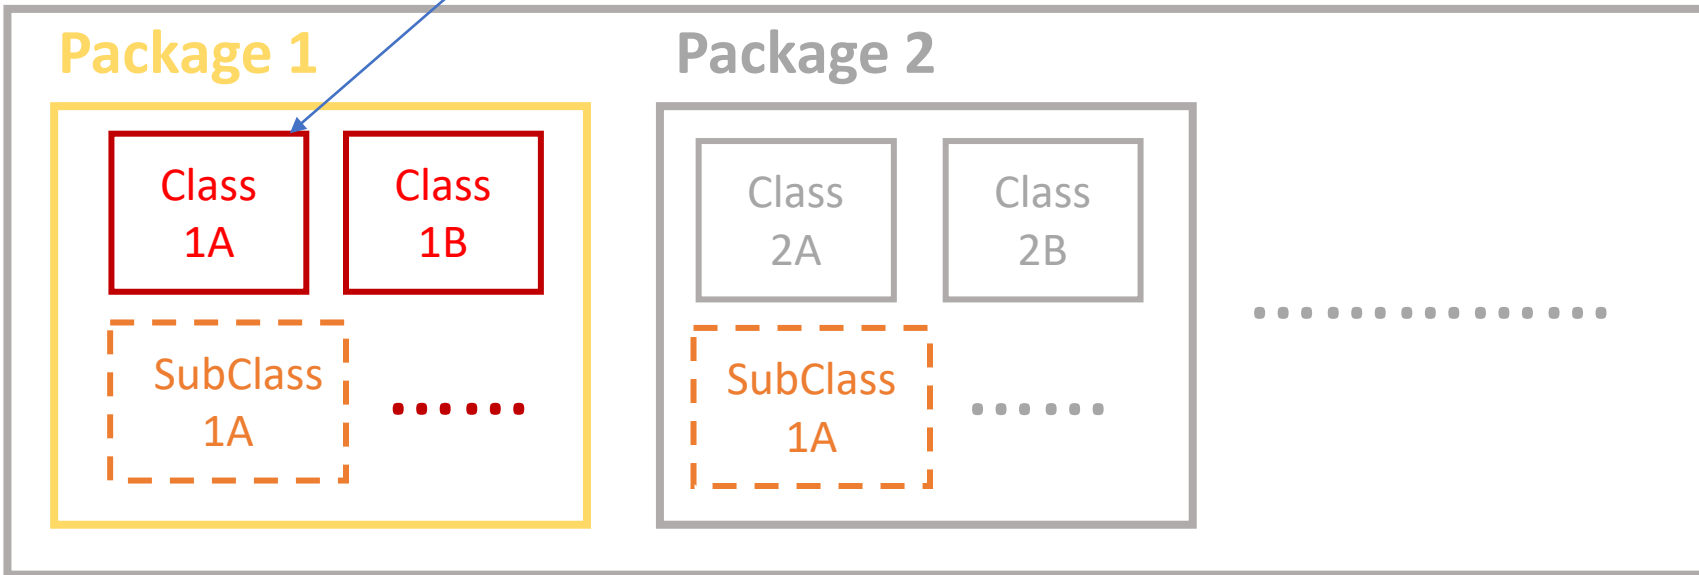 Package 1
Class
1A
Class
1B
SubClass
1A
Package 2
Class
2A
Class
2B
SubClass
1A